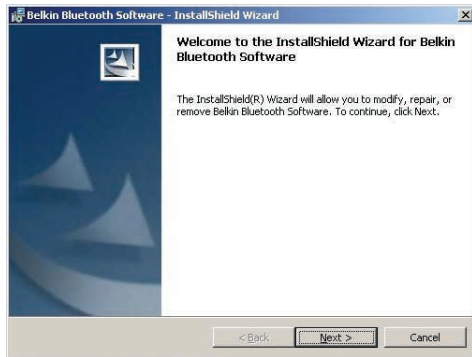 Belkin Bluetooth Software - InstallShield Wizard
Welcome to the InstallShield Wizard for Belkin
Bluetooth Software
The InstallShield(R) Wizard will allow you to modify, repair, or
remove Belkin Bluetooth Software. To continue, click Next.
< Back
Next >
Cancel